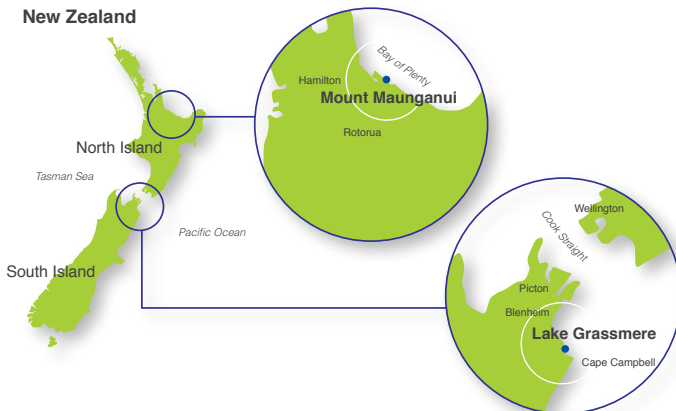 New Zealand
North Island
Tasman Sea
Pacific Ocean
South Island
Bay of Plenty
Hamilton
Mount Maunganui
Rotorua
Wellington
Cook Straight
Picton
Blenheim
Lake Grassmere
Cape Campbell